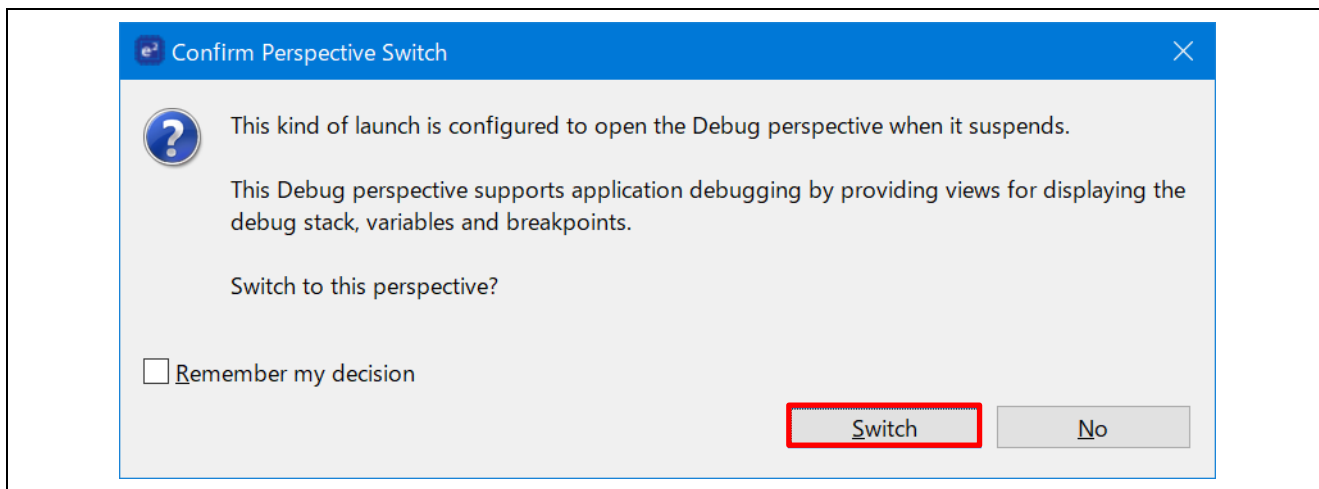 e²
Confirm Perspective Switch
This kind of launch is configured to open the Debug perspective when it suspends.
This Debug perspective supports application debugging by providing views for displaying the
debug stack, variables and breakpoints.
Switch to this perspective?
Remember my decision
Switch
No